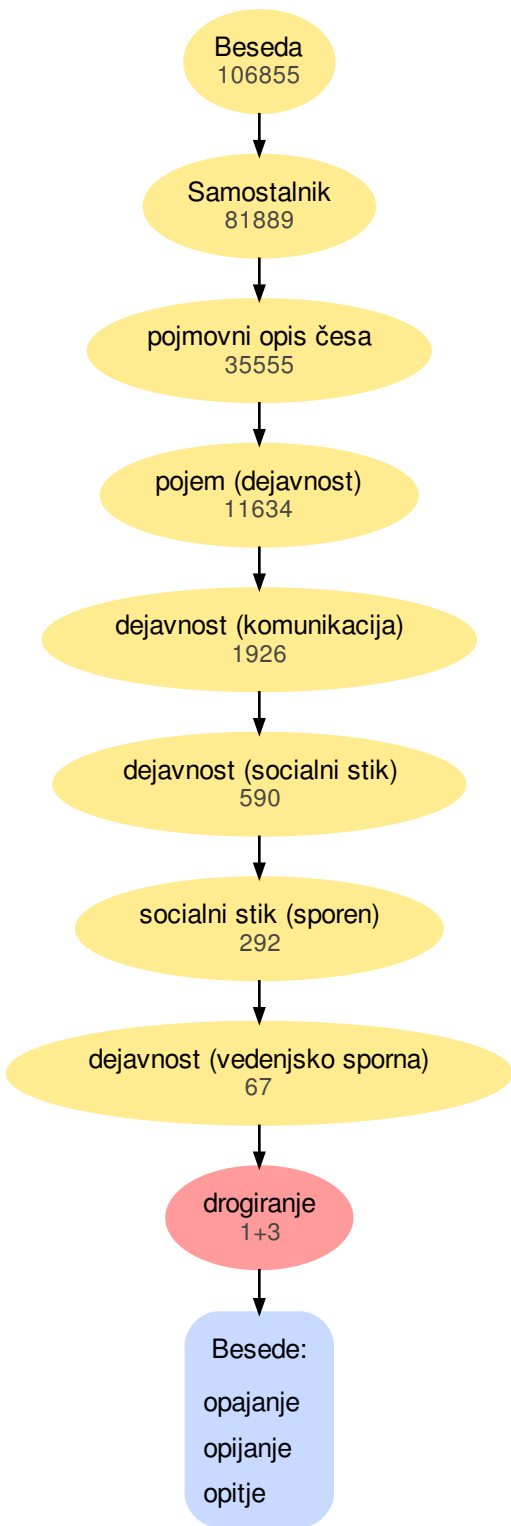 Beseda
106855
Samostalnik
81889
pojmovni opis česa
35555
pojem (dejavnost)
11634
dejavnost (komunikacija)
1926
dejavnost (socialni stik)
590
socialni stik (sporen)
292
dejavnost (vedenjsko sporna)
67
drogiranje
1+3
Besede:
opajanje
opijanje
opitje